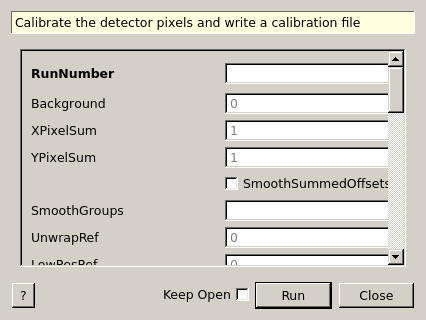 Calibrate the detector pixels and write a calibration file
RunNumber
Background 0
XPixelSum 1
YPixelSum 1
SmoothSummedOffsets
SmoothGroups
UnwrapRef 0
LowResRef 0
? Keep Open Run Close